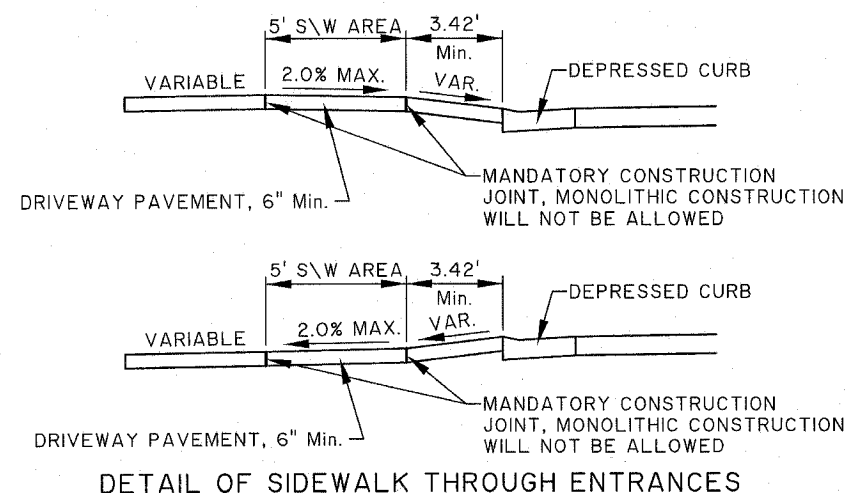 5' S\W AREA 3.42'
Min.
VARIABLE 2.0% MAX. VAR. DEPRESSED CURB
DRIVEWAY PAVEMENT, 6" Min.
MANDATORY CONSTRUCTION
JOINT, MONOLITHIC CONSTRUCTION
WILL NOT BE ALLOWED
5' S\W AREA 3.42'
Min.
VARIABLE 2.0% MAX. VAR. DEPRESSED CURB
DRIVEWAY PAVEMENT, 6" Min.
MANDATORY CONSTRUCTION
JOINT, MONOLITHIC CONSTRUCTION
WILL NOT BE ALLOWED
DETAIL OF SIDEWALK THROUGH ENTRANCES